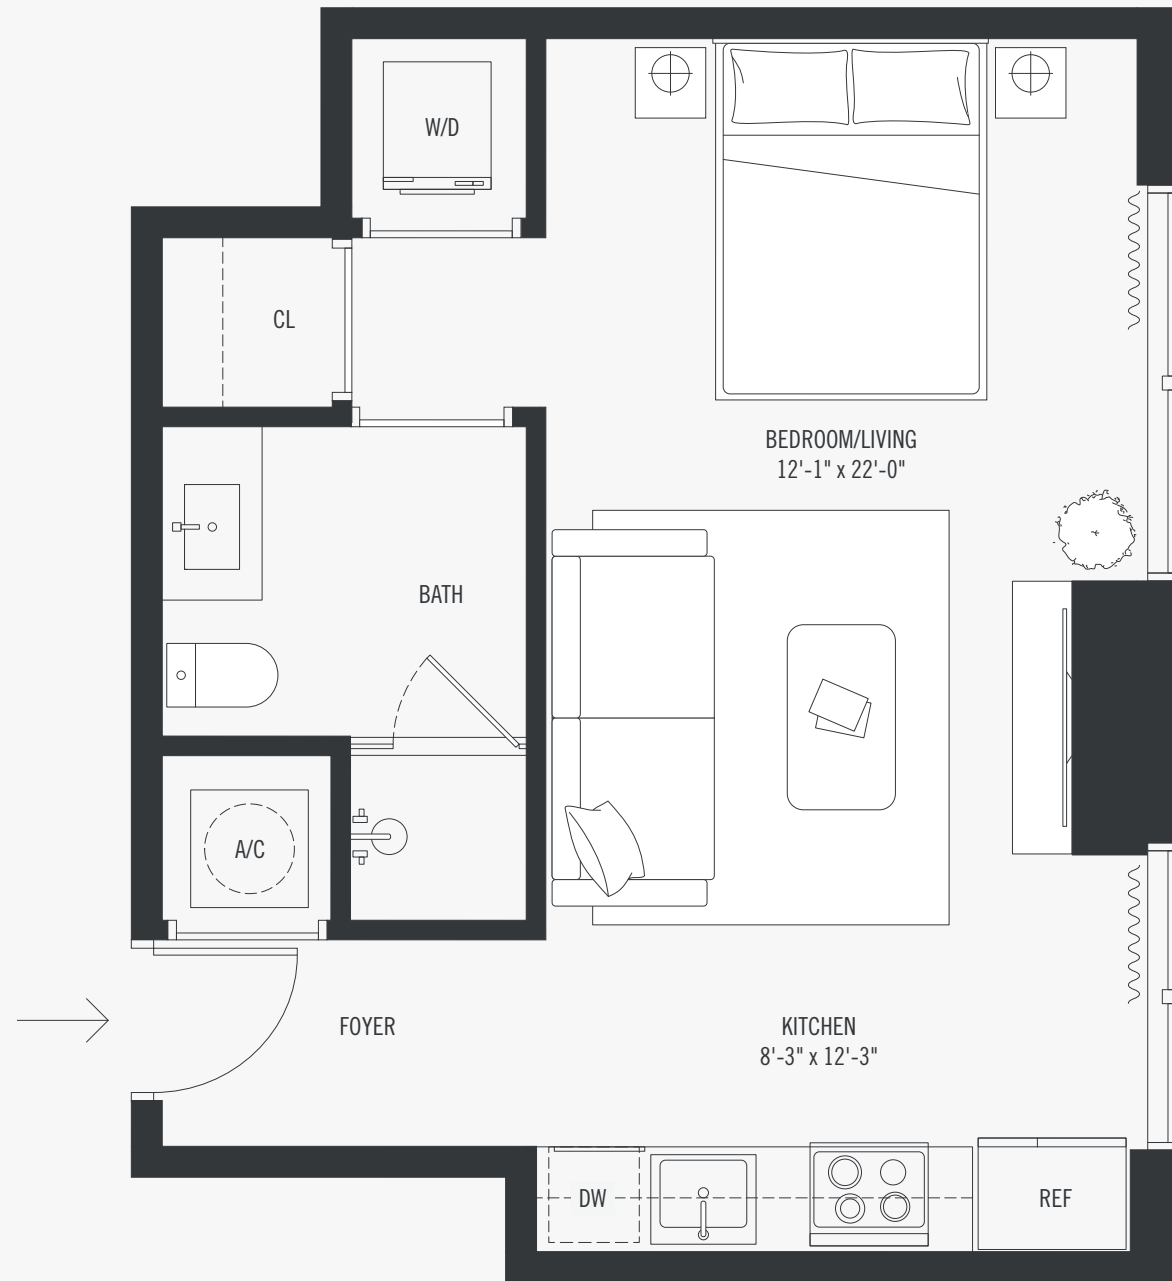 W/D
CL
BEDROOM/LIVING
12'-1" x 22'-0"
BATH
A/C
FOYER
KITCHEN
8'-3" x 12'-3"
DW
REF